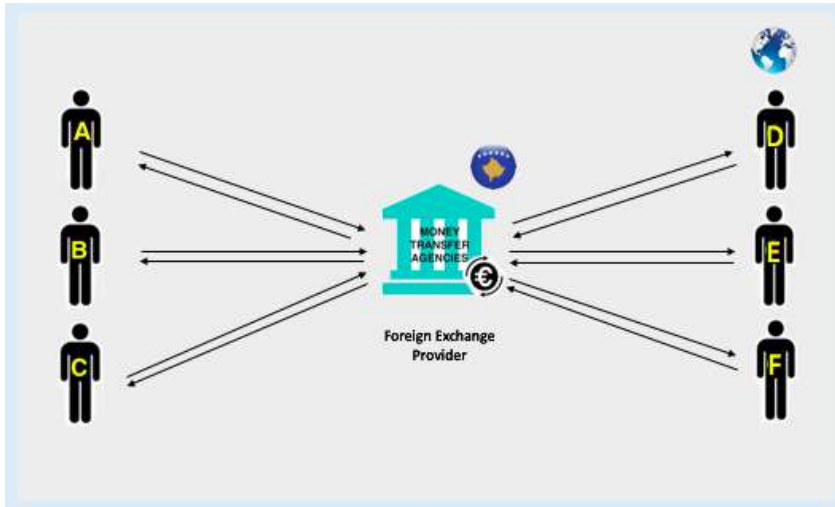 A
D
B
MONEY
TRANSFER
AGENCIES
€
E
C
F
Foreign Exchange
Provider